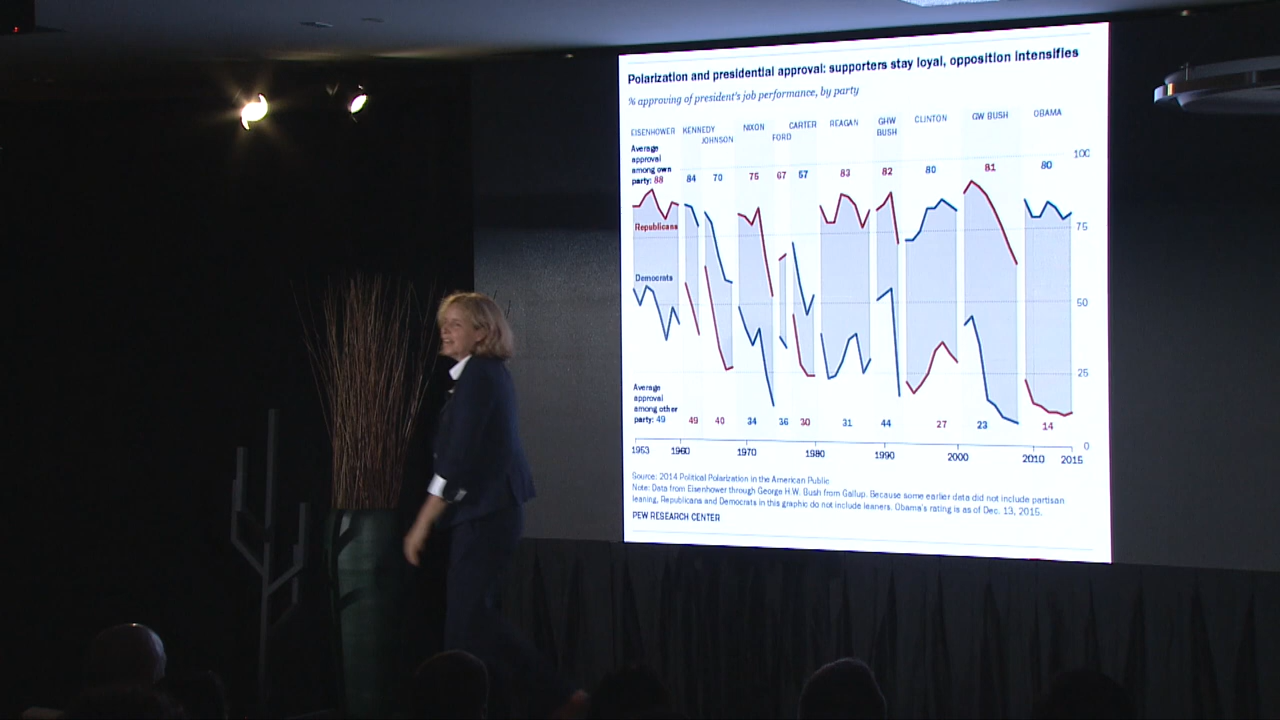 Polarization and presidential approval: supporters stay loyal, opposition intensifies
% approving of president's job performance, by party
EISENHOWER KENNEDY JOHNSON NIXON FORD CARTER REAGAN GHW BUSH CLINTON GW BUSH OBAMA
Average
approval
among own
party: 88 84 70 75 67 57 83 82 80 81 80
100
Republicans
75
Democrats
50
25
Average
approval
among other
party: 49 49 40 34 36 30 31 44 27 23 14
0
1953 1960 1970 1980 1990 2000 2010 2015
Source: 2014 Political Polarization in the American Public
Note: Data from Eisenhower through George H.W. Bush from Gallup. Because some earlier data did not include partisan
leaning, Republicans and Democrats in this graphic do not include leaners. Obama's rating is as of Dec. 13, 2015.
PEW RESEARCH CENTER